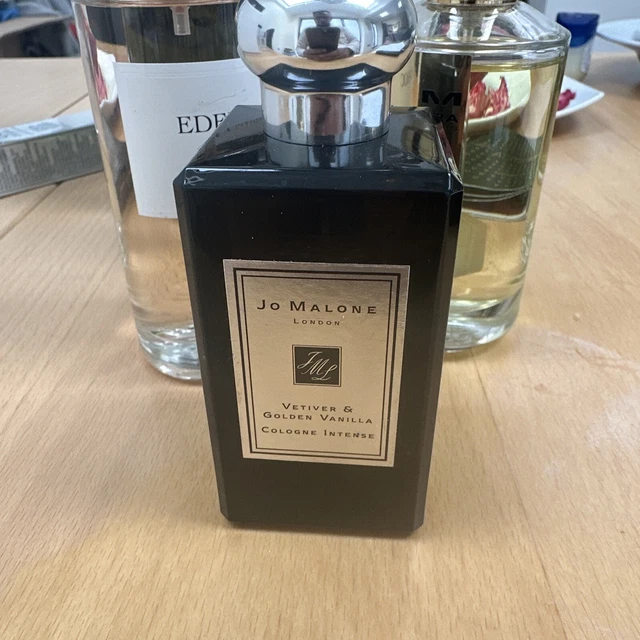 EDE
Jo Malone
London
JML
Vetiver &
Golden Vanilla
Cologne Intense